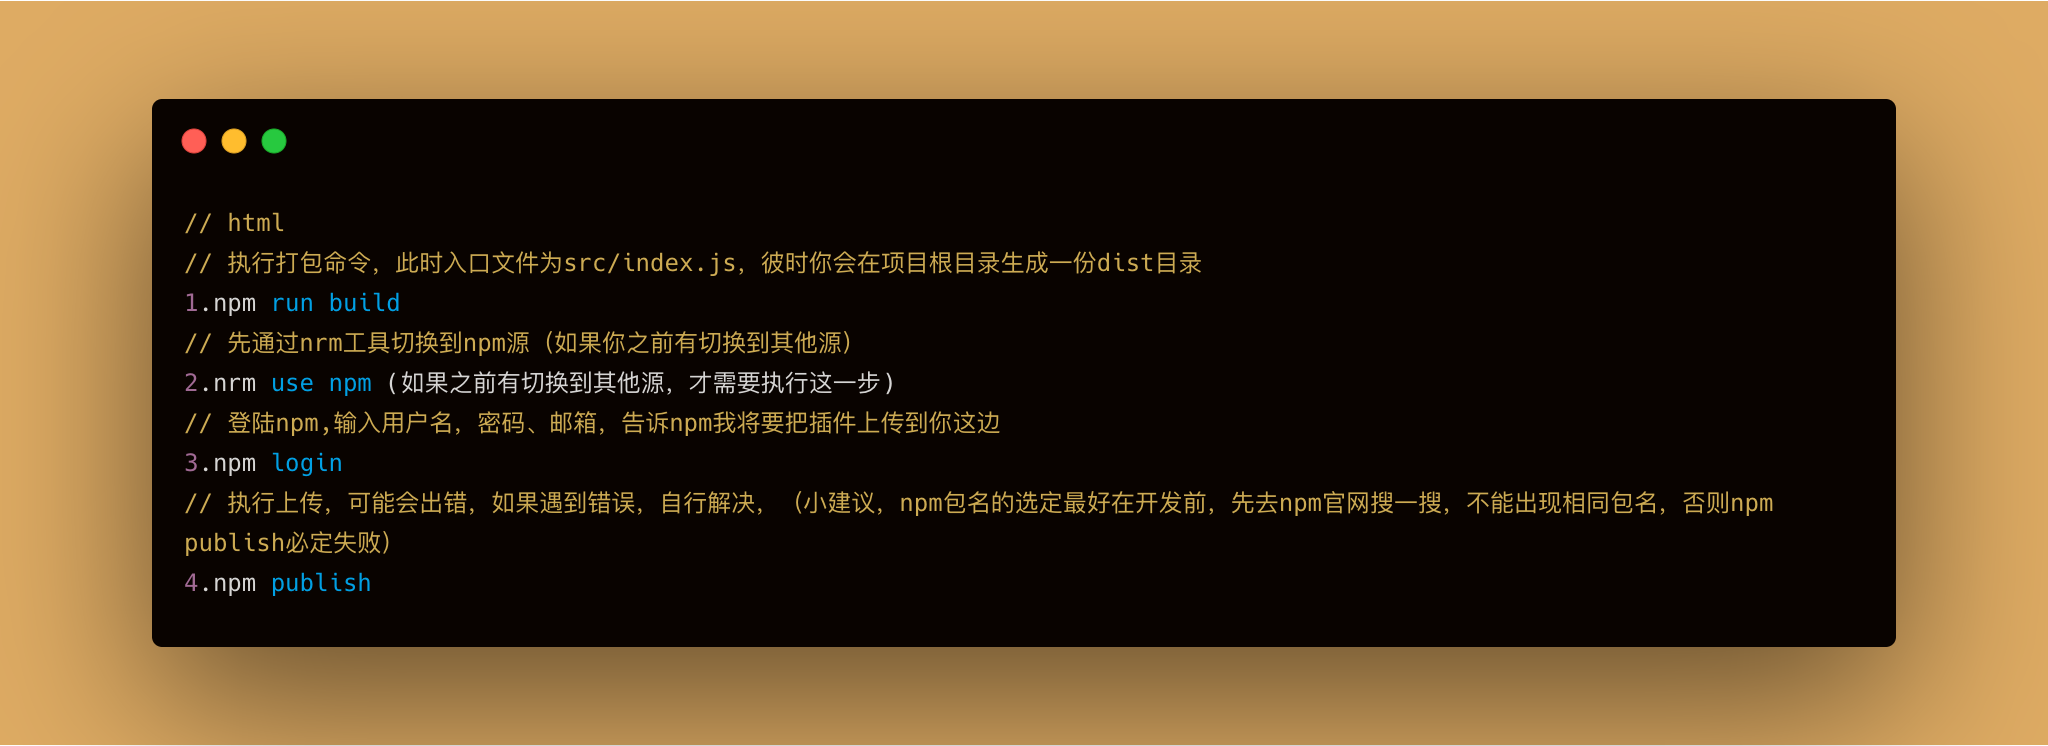 // html
// 执行打包命令，此时入口文件为src/index.js，彼时你会在项目根目录生成一份dist目录
1.npm run build
// 先通过nrm工具切换到npm源（如果你之前有切换到其他源）
2.nrm use npm (如果之前有切换到其他源，才需要执行这一步)
// 登陆npm,输入用户名，密码、邮箱，告诉npm我将要把插件上传到你这边
3.npm login
// 执行上传，可能会出错，如果遇到错误，自行解决，（小建议，npm包名的选定最好在开发前，先去npm官网搜一搜，不能出现相同包名，否则npm
publish必定失败）
4.npm publish